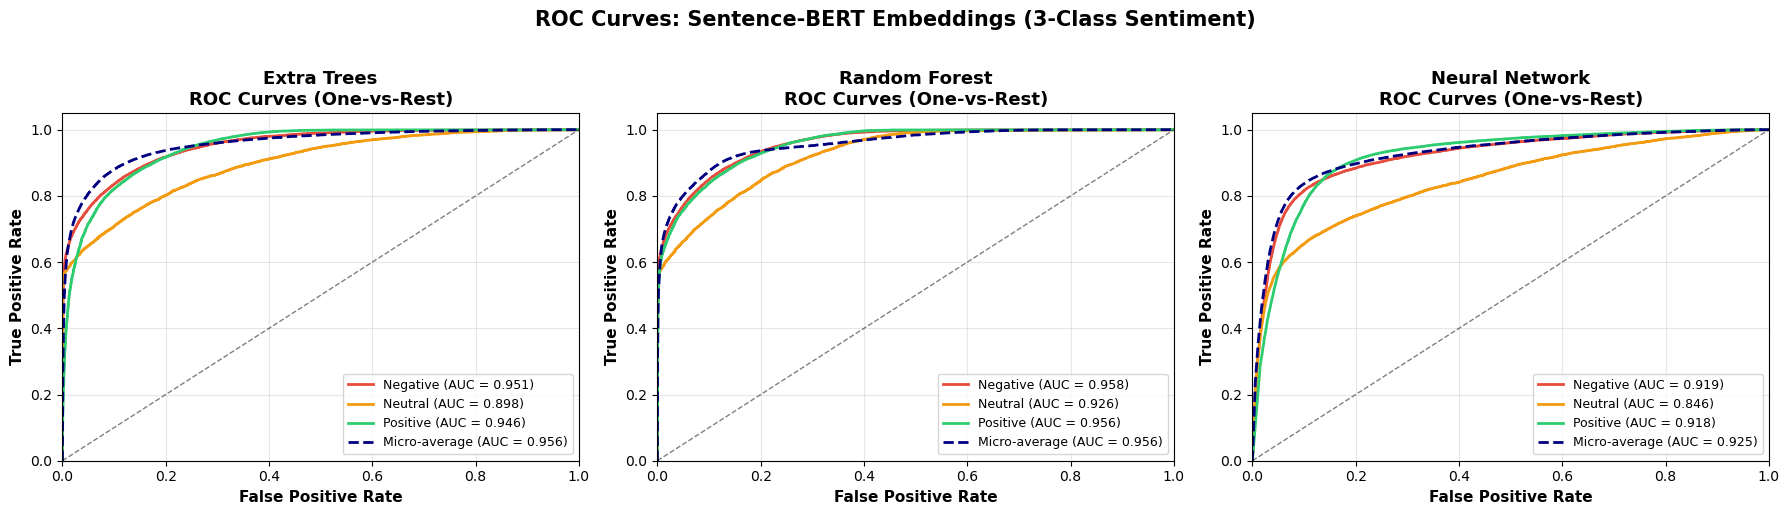 ROC Curves: Sentence-BERT Embeddings (3-Class Sentiment)
Extra Trees
ROC Curves (One-vs-Rest)
True Positive Rate
1.0
0.8
0.6
0.4
0.2
0.0
Negative (AUC = 0.951)
Neutral (AUC = 0.898)
Positive (AUC = 0.946)
Micro-average (AUC = 0.956)
0.0 0.2 0.4 0.6 0.8 1.0
False Positive Rate
Random Forest
ROC Curves (One-vs-Rest)
True Positive Rate
1.0
0.8
0.6
0.4
0.2
0.0
Negative (AUC = 0.958)
Neutral (AUC = 0.926)
Positive (AUC = 0.956)
Micro-average (AUC = 0.956)
0.0 0.2 0.4 0.6 0.8 1.0
False Positive Rate
Neural Network
ROC Curves (One-vs-Rest)
True Positive Rate
1.0
0.8
0.6
0.4
0.2
0.0
Negative (AUC = 0.919)
Neutral (AUC = 0.846)
Positive (AUC = 0.918)
Micro-average (AUC = 0.925)
0.0 0.2 0.4 0.6 0.8 1.0
False Positive Rate